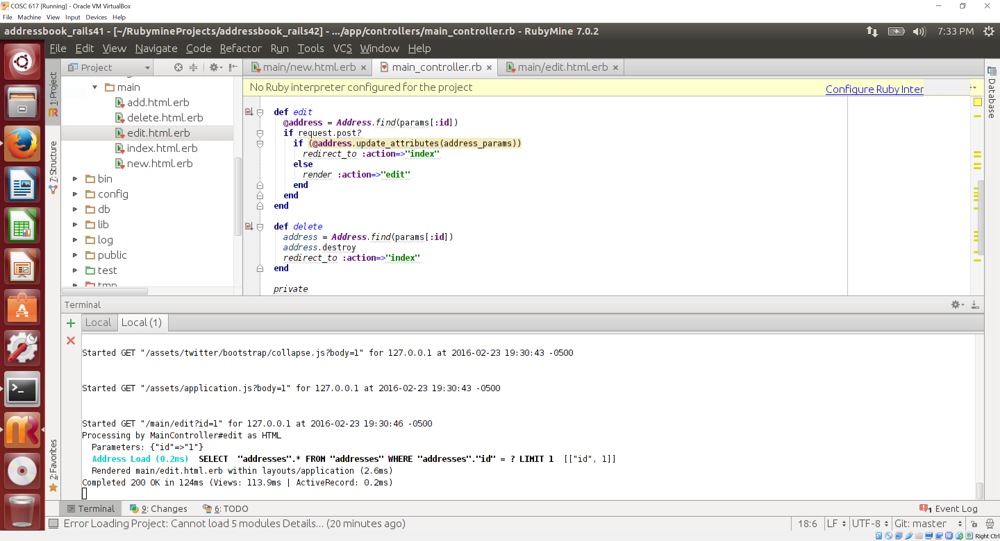 COSC 617 [Running] - Oracle VM VirtualBox
File Machine View Input Devices Help
addressbook_rails41 - [~/RubymineProjects/addressbook_rails42] - .../app/controllers/main_controller.rb - RubyMine 7.0.2
7:33 PM
File Edit View Navigate Code Refactor Run Tools VCS Window Help
Project
main/new.html.erb
main_controller.rb
main/edit.html.erb
1: Project
7: Structure
2: Favorites
Database
main
add.html.erb
delete.html.erb
edit.html.erb
index.html.erb
new.html.erb
bin
config
db
lib
log
public
test
tmp
No Ruby interpreter configured for the project
Configure Ruby Inter
def edit
@address = Address.find(params[:id])
if request.post?
if (@address.update_attributes(address_params))
redirect_to :action=>"index"
else
render :action=>"edit"
end
end
end
def delete
address = Address.find(params[:id])
address.destroy
redirect_to :action=>"index"
end
private
Terminal
Local
Local (1)
Started GET "/assets/twitter/bootstrap/collapse.js?body=1" for 127.0.0.1 at 2016-02-23 19:30:43 -0500
Started GET "/assets/application.js?body=1" for 127.0.0.1 at 2016-02-23 19:30:43 -0500
Started GET "/main/edit?id=1" for 127.0.0.1 at 2016-02-23 19:30:46 -0500
Processing by MainController#edit as HTML
Parameters: {"id"=>"1"}
Address Load (0.2ms) SELECT "addresses".* FROM "addresses" WHERE "addresses"."id" = ? LIMIT 1 [["id", 1]]
Rendered main/edit.html.erb within layouts/application (2.6ms)
Completed 200 OK in 124ms (Views: 113.9ms | ActiveRecord: 0.2ms)
Terminal
9: Changes
6: TODO
1 Event Log
Error Loading Project: Cannot load 5 modules Details... (20 minutes ago)
18:6
LF
UTF-8
Git: master
Right Ctrl